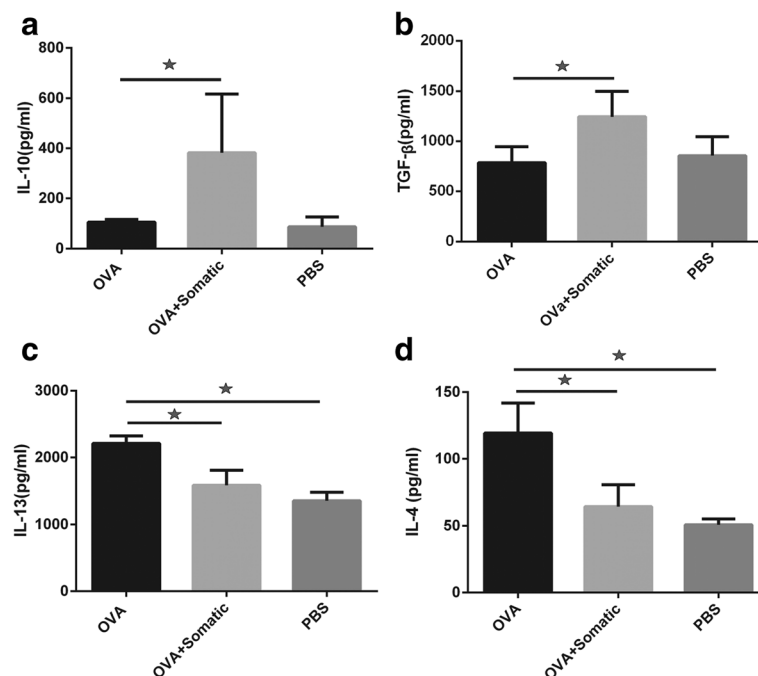 a
IL-10(pg/ml)
800
600
400
200
0
★
OVA
OVA+Somatic
PBS
b
TGF-β(pg/ml)
2000
1500
1000
500
0
★
OVA
OVa+Somatic
PBS
c
IL-13(pg/ml)
3000
2000
1000
0
★
★
OVA
OVA+Somatic
PBS
d
IL-4 (pg/ml)
150
100
50
0
★
★
OVA
OVA+Somatic
PBS